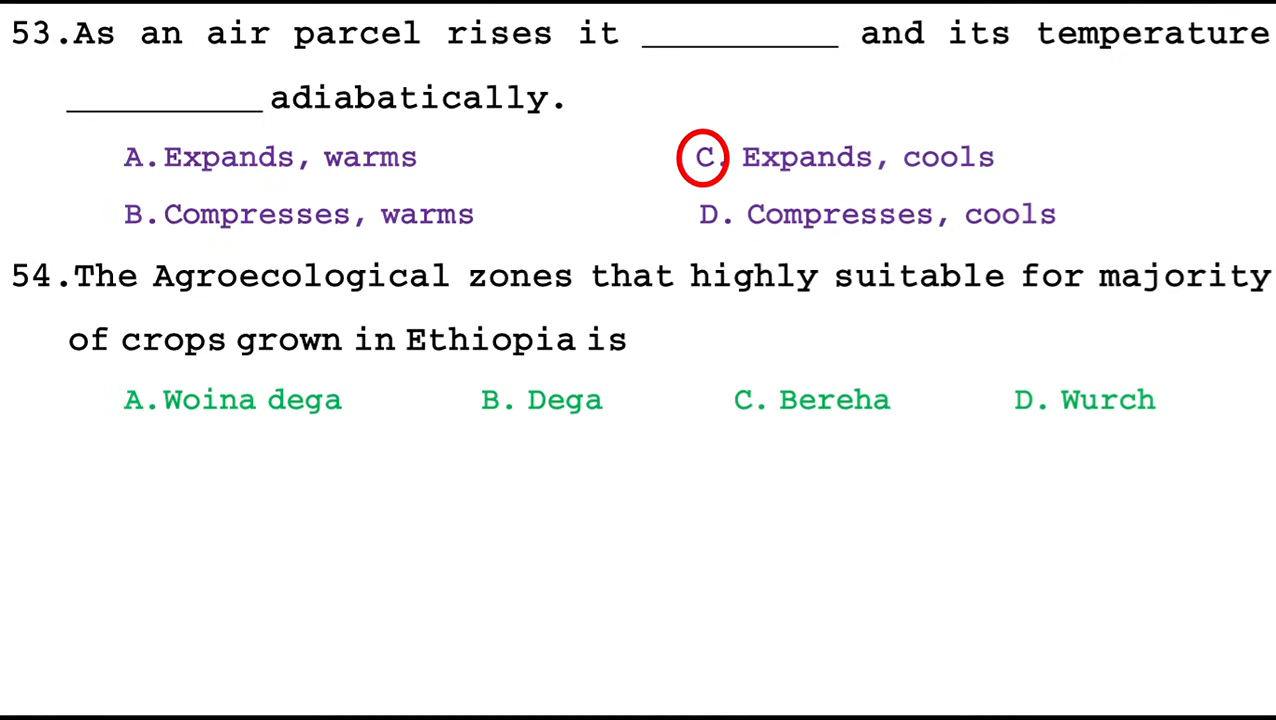 53.As an air parcel rises it _________ and its temperature
_________ adiabatically.
A.Expands, warms C. Expands, cools
B.Compresses, warms D. Compresses, cools
54.The Agroecological zones that highly suitable for majority
of crops grown in Ethiopia is
A.Woina dega B. Dega C. Bereha D. Wurch